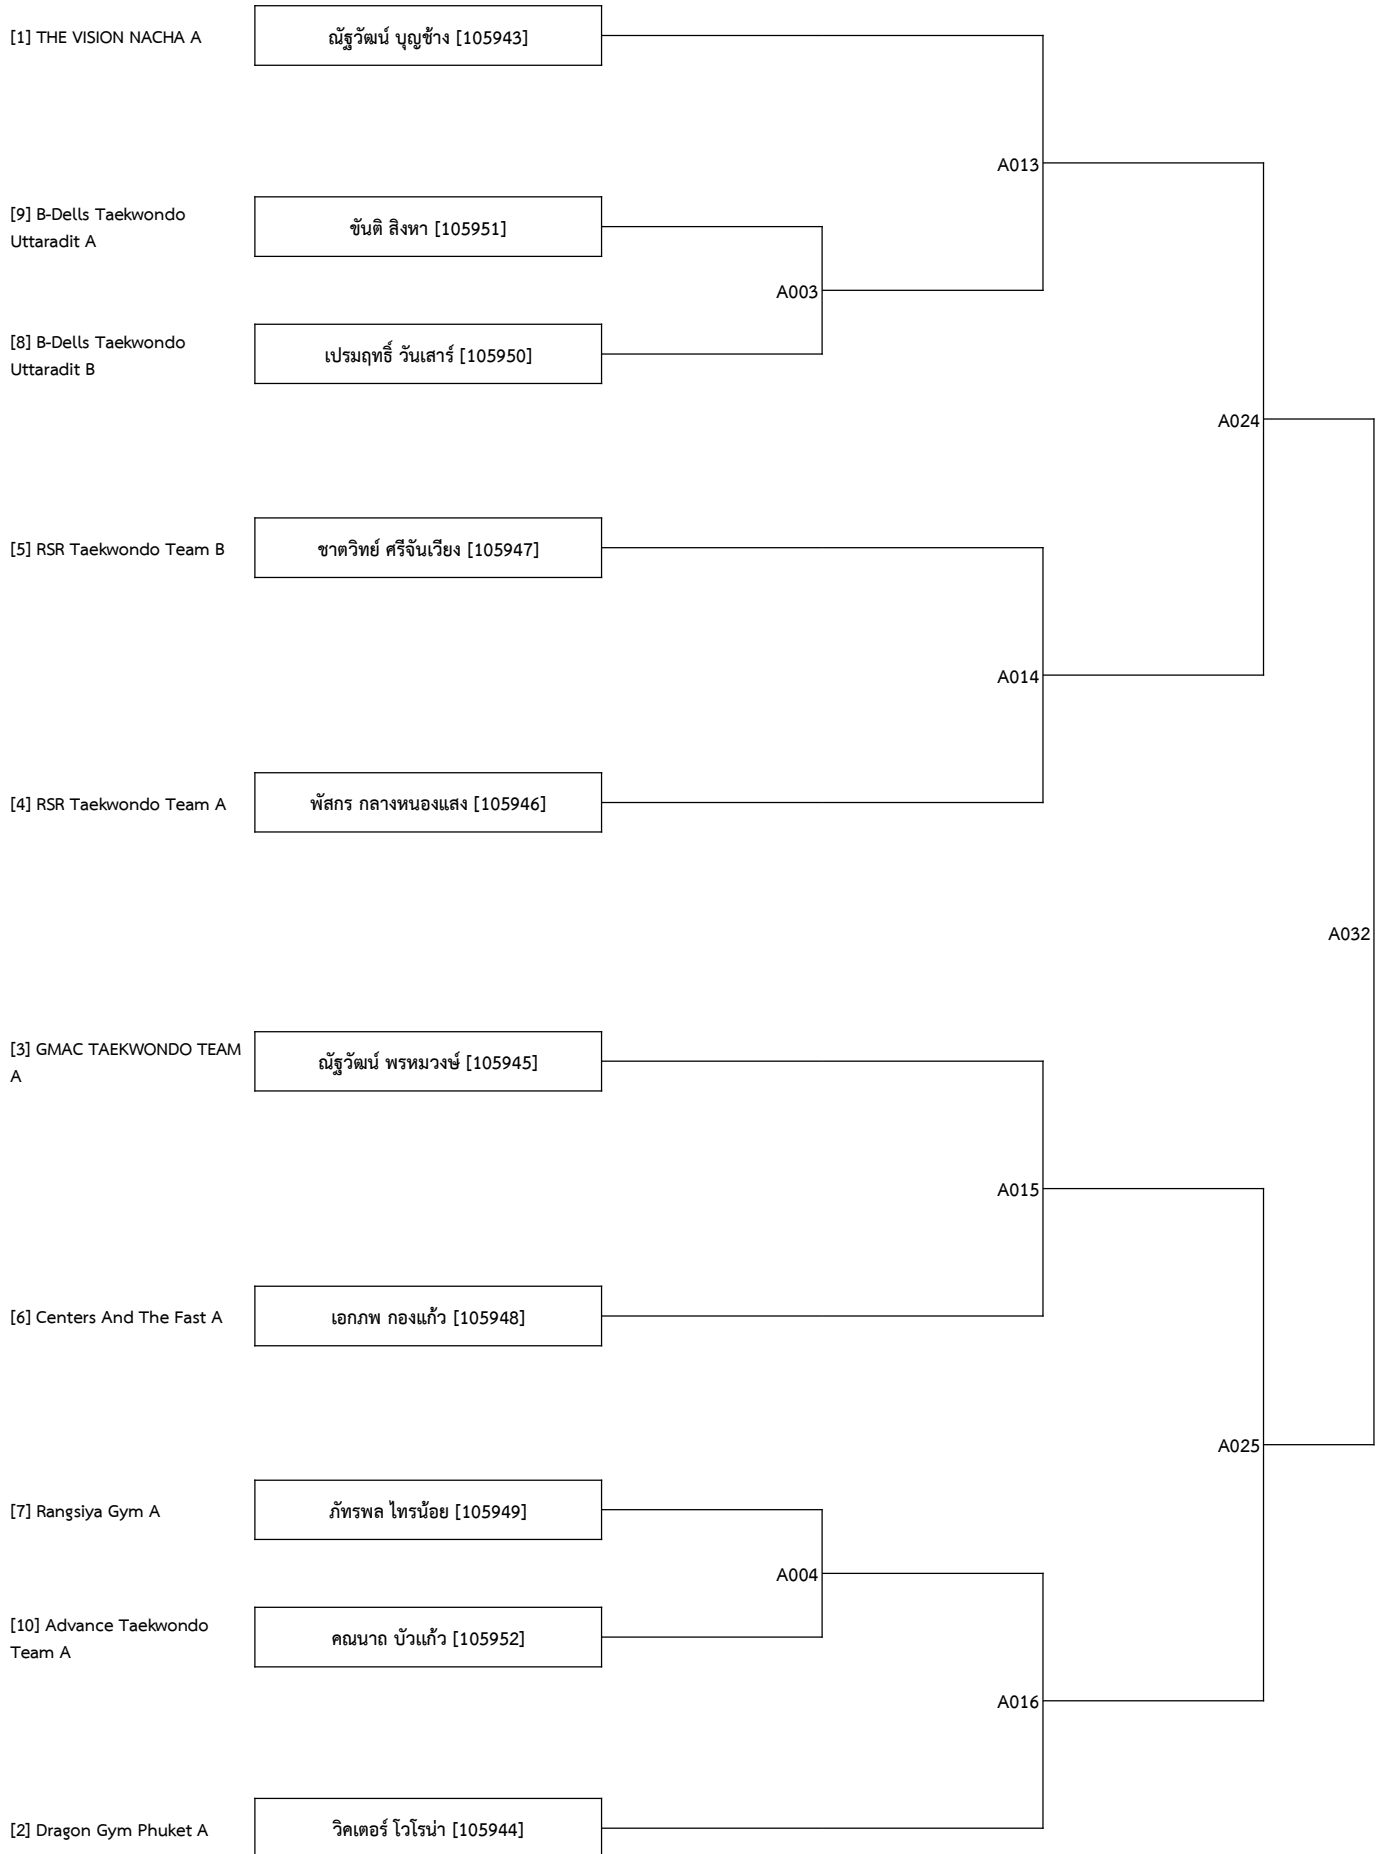 [1] THE VISION NACHA A
ณัฐวัฒน์ บุญช้าง [105943]
A013
[9] B-Dells Taekwondo
Uttaradit A
ขันติ สิงหา [105951]
A003
[8] B-Dells Taekwondo
Uttaradit B
เปรมฤทธิ์ วันเสาร์ [105950]
A024
[5] RSR Taekwondo Team B
ชาตวิทย์ ศรีจันเวียง [105947]
A014
[4] RSR Taekwondo Team A
พัสกร กลางหนองแสง [105946]
A032
[3] GMAC TAEKWONDO TEAM
A
ณัฐวัฒน์ พรหมวงษ์ [105945]
A015
[6] Centers And The Fast A
เอกภพ กองแก้ว [105948]
A025
[7] Rangsiya Gym A
ภัทรพล ไทรน้อย [105949]
A004
[10] Advance Taekwondo
Team A
คณนาถ บัวแก้ว [105952]
A016
[2] Dragon Gym Phuket A
วิคเตอร์ โวโรน่า [105944]